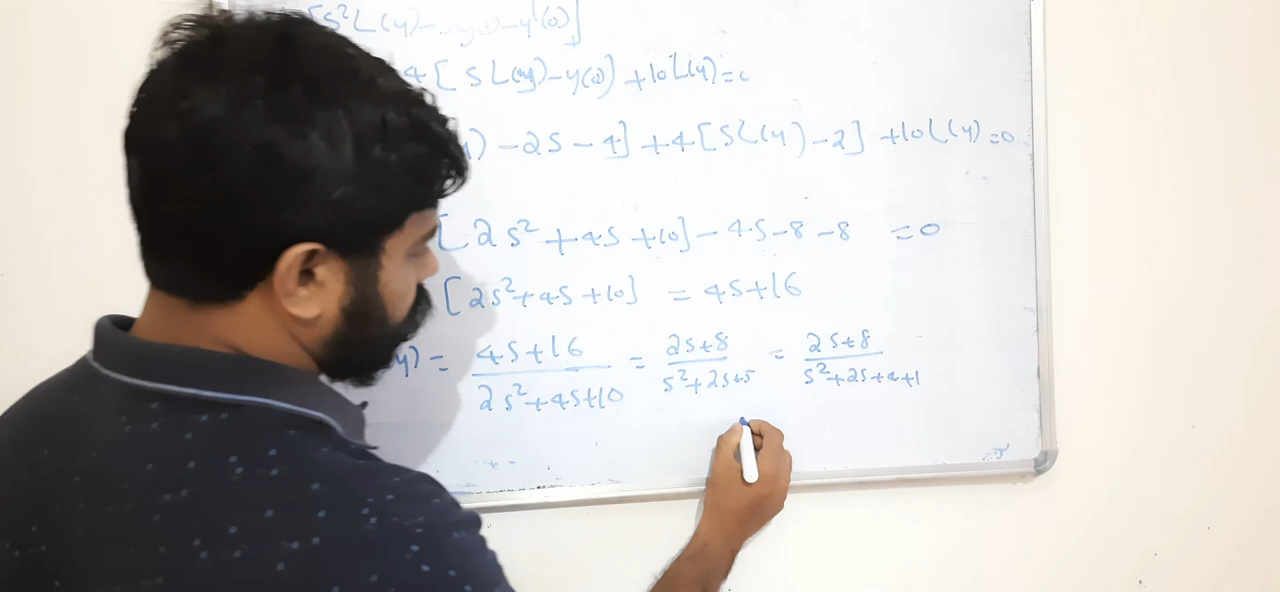 [s²L(y)- -y'(0)]
4[sL(y)-y(0)]+10L(y)=0
)-2s-4]+4[sL(y)-2]+10L(y)=0
[2s²+4s+10]-4s-8-8 =0
[2s²+4s+10] = 4s+16
y) = 4s+16/2s²+4s+10 = 2s+8/s²+2s+5 = 2s+8/s²+2s+4+1